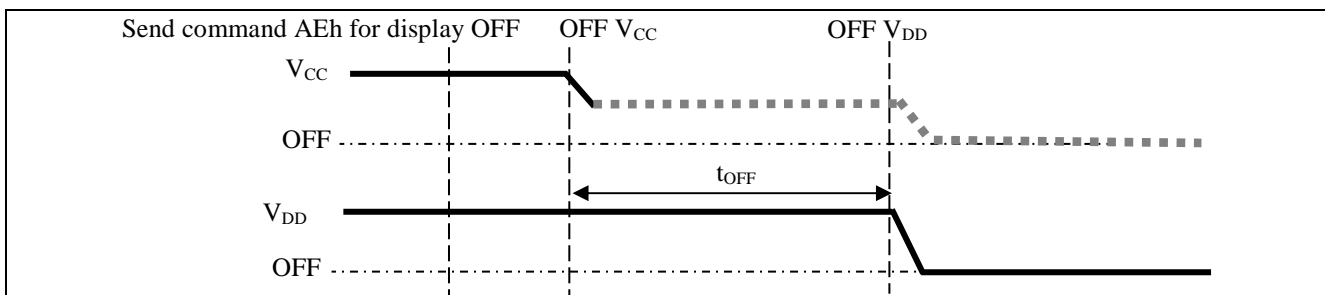 Send command AEh for display OFF OFF VCC OFF VDD
VCC
OFF
tOFF
VDD
OFF